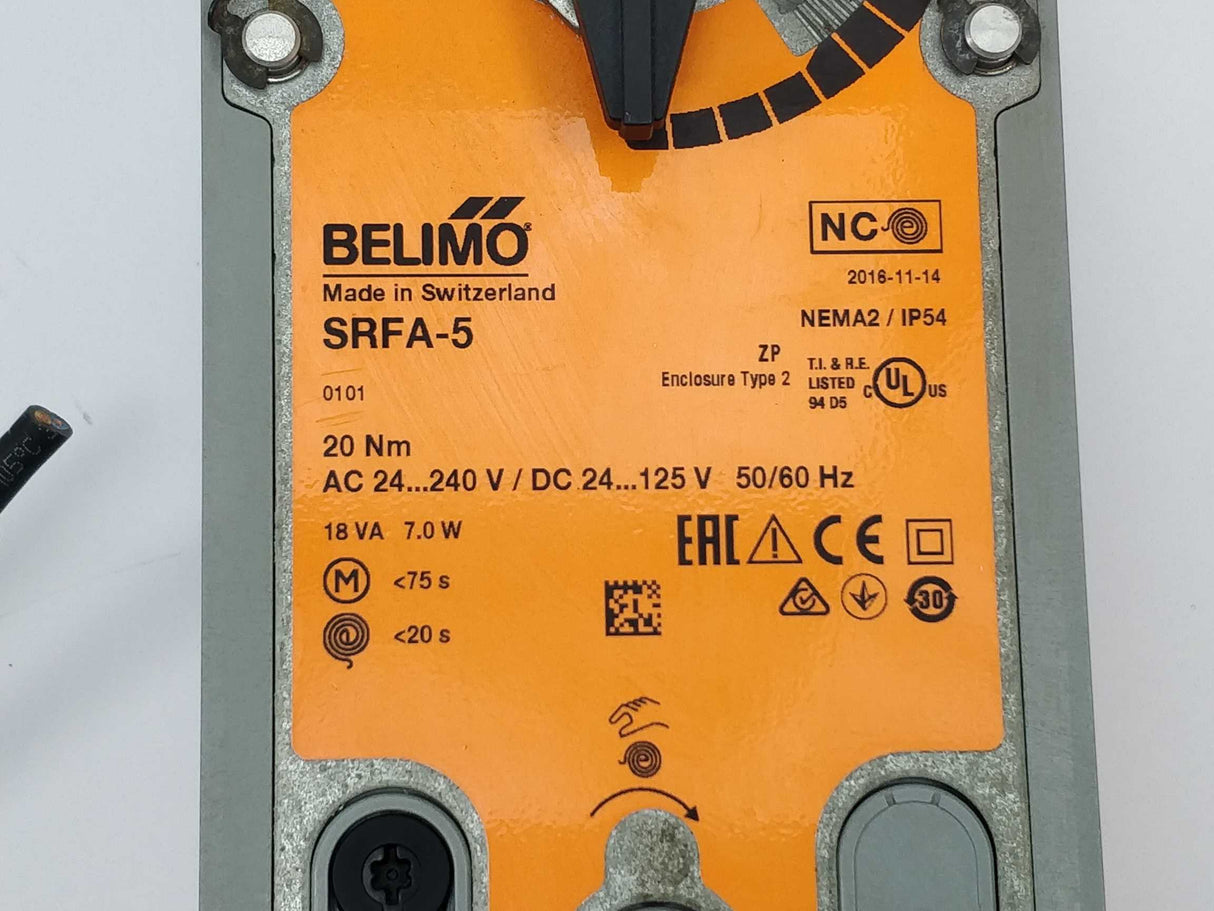 BELIMO®
Made in Switzerland
SRFA-5
0101
NC
2016-11-14
NEMA2 / IP54
ZP
Enclosure Type 2
T.I. & R.E.
LISTED
94 D5
C UL US
20 Nm
AC 24...240 V / DC 24...125 V 50/60 Hz
18 VA 7.0 W
M <75 s
<20 s
EAC CE
30